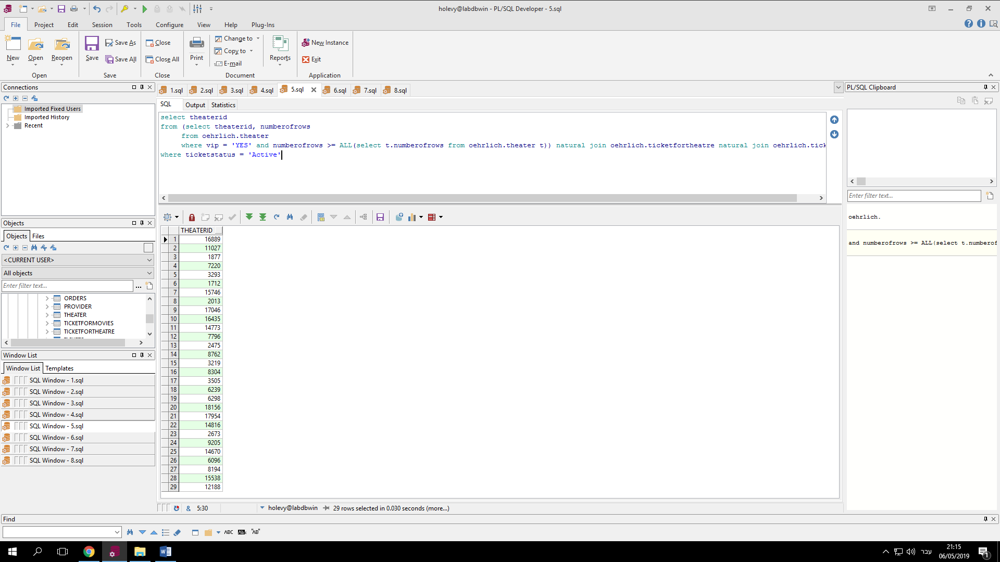 holevy@labdbwin - PL/SQL Developer - 5.sql
File Project Edit Session Tools Configure View Help Plug-Ins
New Open Reopen
Open
Save Save As
Save All
Save
Close
Close All
Close
Print Change to
Copy to
E-mail
Reports
Document
New Instance
Exit
Application
Connections
Imported Fixed Users
Imported History
Recent
Objects
Objects Files
<CURRENT USER>
All objects
Enter filter text...
ORDERS
PROVIDER
THEATER
TICKETFORMOVIES
TICKETFORTHEATRE
Window List
Window List Templates
SQL Window - 1.sql
SQL Window - 2.sql
SQL Window - 3.sql
SQL Window - 4.sql
SQL Window - 5.sql
SQL Window - 6.sql
SQL Window - 7.sql
SQL Window - 8.sql
1.sql 2.sql 3.sql 4.sql 5.sql 6.sql 7.sql 8.sql
SQL Output Statistics
select theaterid
from (select theaterid, numberofrows
from oehrlich.theater
where vip = 'YES' and numberofrows >= ALL(select t.numberofrows from oehrlich.theater t)) natural join oehrlich.ticketfortheatre natural join oehrlich.tick
where ticketstatus = 'Active'
THEATERID
1 16889
2 11027
3 1877
4 7220
5 3293
6 1712
7 15746
8 2013
9 17046
10 16435
11 14773
12 7796
13 2475
14 8762
15 3219
16 8304
17 3505
18 6239
19 6298
20 18156
21 17954
22 14816
23 2673
24 9205
25 14670
26 6096
27 8194
28 15538
29 12188
& 5:30 holevy@labdbwin 29 rows selected in 0.030 seconds (more...)
PL/SQL Clipboard
Enter filter text...
oehrlich.
and numberofrows >= ALL(select t.numberof
Find
ABC AB "AB"
עבר
21:15
06/05/2019
1